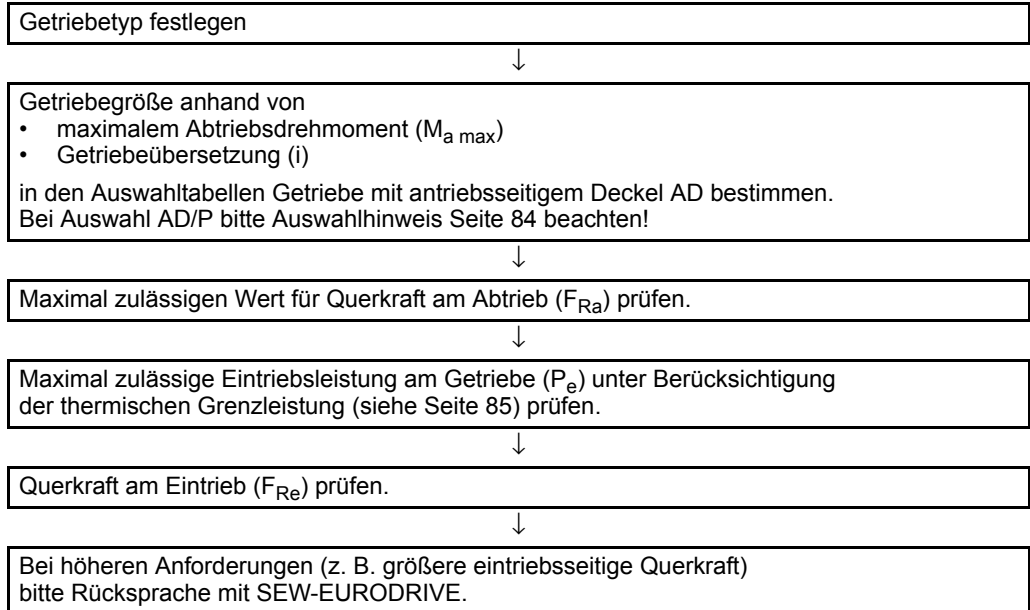 Getriebetyp festlegen
↓
Getriebegröße anhand von
• maximalem Abtriebsdrehmoment (Ma max)
• Getriebeübersetzung (i)
in den Auswahltabellen Getriebe mit antriebsseitigem Deckel AD bestimmen.
Bei Auswahl AD/P bitte Auswahlhinweis Seite 84 beachten!
↓
Maximal zulässigen Wert für Querkraft am Abtrieb (FRa) prüfen.
↓
Maximal zulässige Eintriebsleistung am Getriebe (Pe) unter Berücksichtigung
der thermischen Grenzleistung (siehe Seite 85) prüfen.
↓
Querkraft am Eintrieb (FRe) prüfen.
↓
Bei höheren Anforderungen (z. B. größere eintriebsseitige Querkraft)
bitte Rücksprache mit SEW-EURODRIVE.